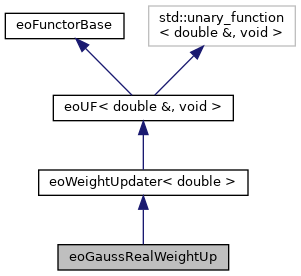 eoFunctorBase
std::unary_function
< double &, void >
eoUF< double &, void >
eoWeightUpdater< double >
eoGaussRealWeightUp